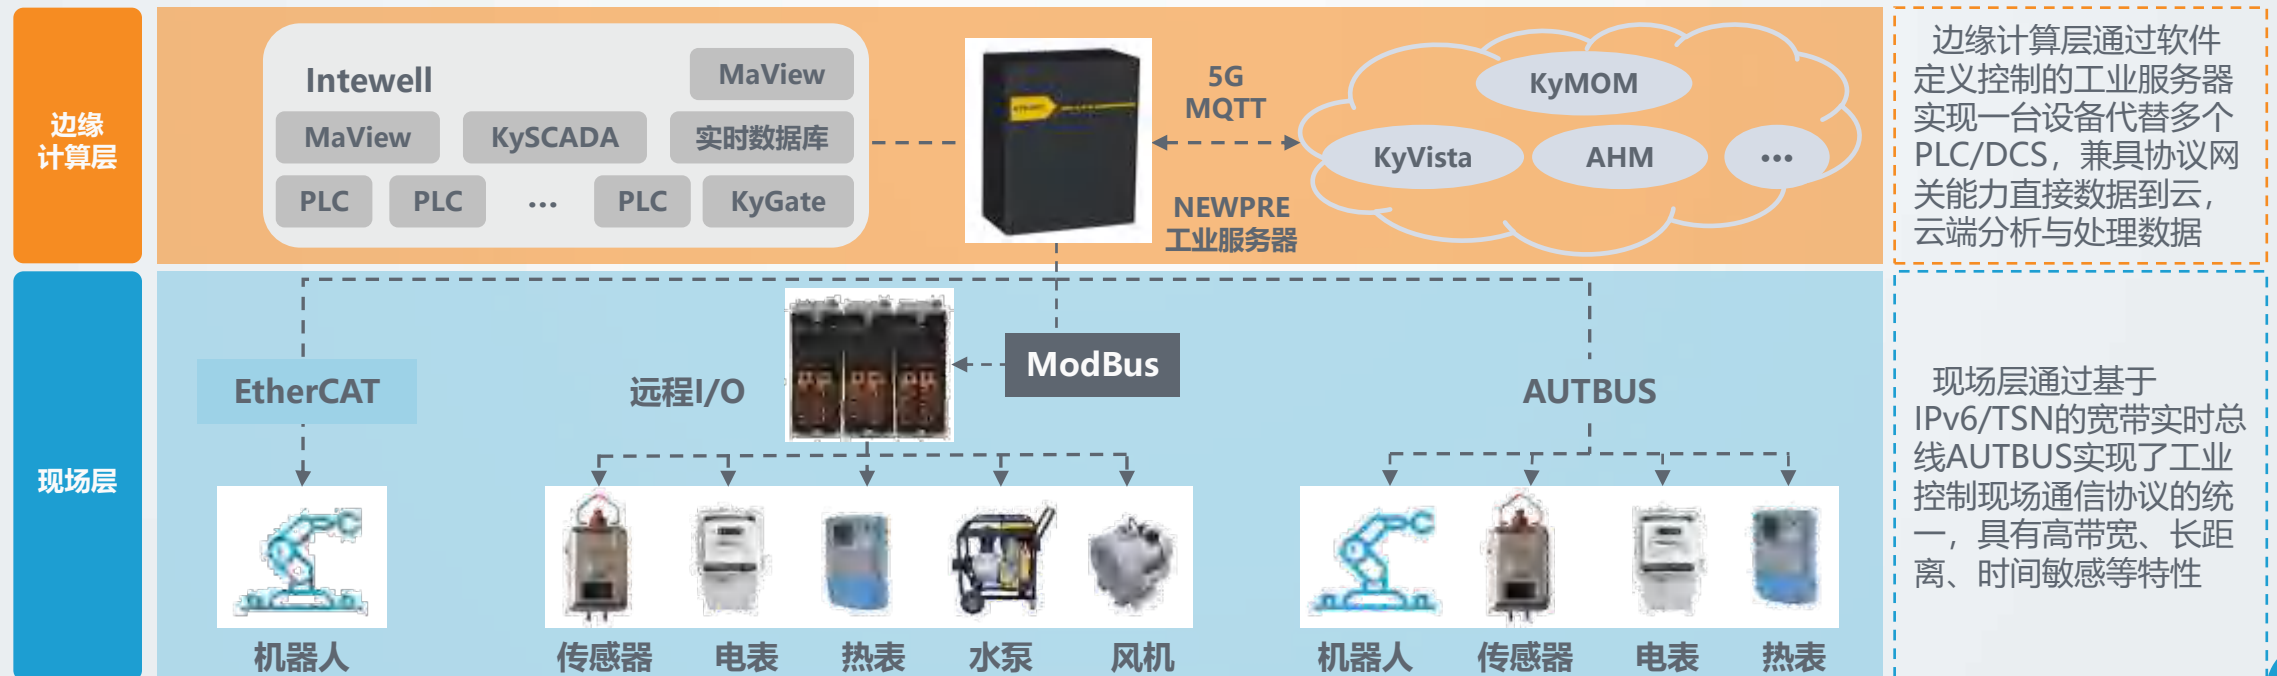 边缘
计算层
Intewell
MaView
MaView
KySCADA
实时数据库
PLC
PLC
...
PLC
KyGate
5G
MQTT
NEWPRE
工业服务器
KyMOM
KyVista
AHM
...
边缘计算层通过软件
定义控制的工业服务器
实现一台设备代替多个
PLC/DCS，兼具协议网
关能力直接数据到云，
云端分析与处理数据
现场层
EtherCAT
远程I/O
ModBus
AUTBUS
机器人
传感器
电表
热表
水泵
风机
机器人
传感器
电表
热表
现场层通过基于
IPv6/TSN的宽带实时总
线AUTBUS实现了工业
控制现场通信协议的统
一，具有高带宽、长距
离、时间敏感等特性